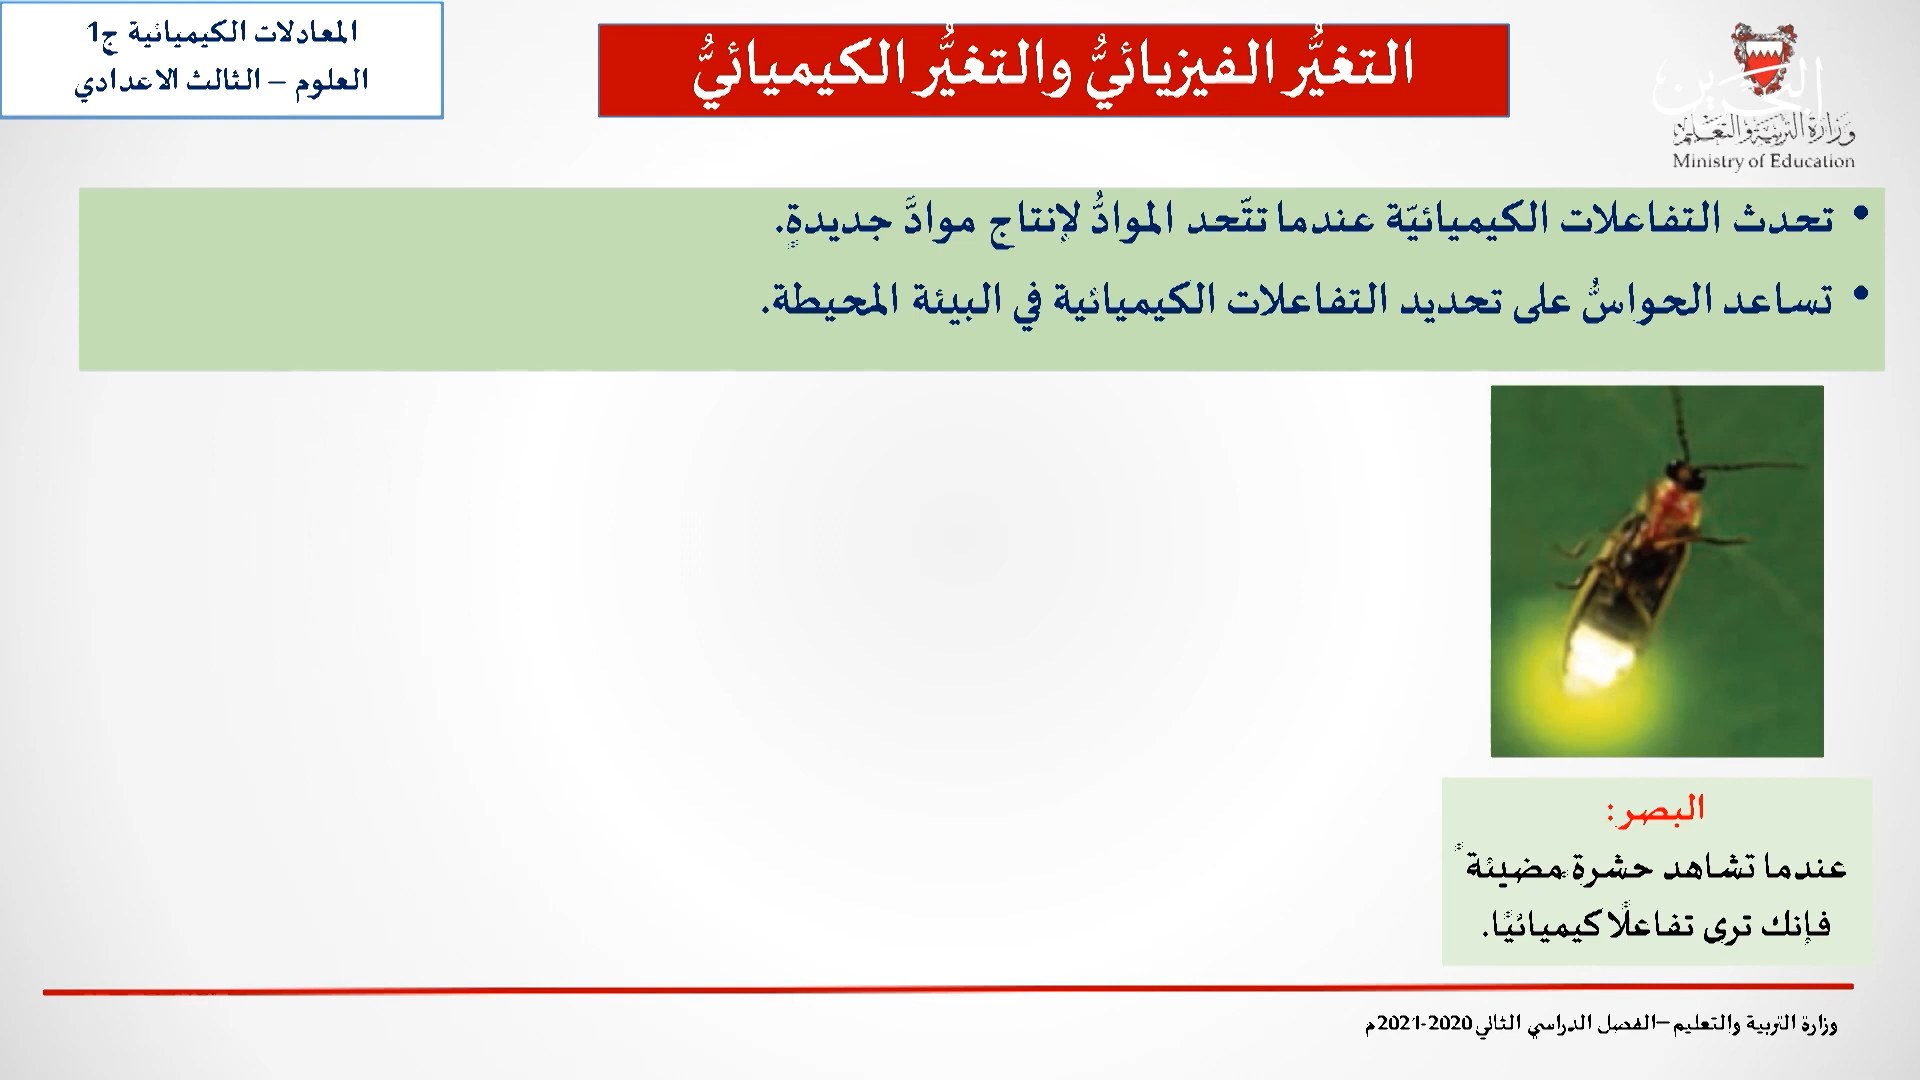 المعادلات الكيميائية ج1
العلوم – الثالث الاعدادي
التغيُّر الفيزيائيُّ والتغيُّر الكيميائيُّ
البحرين
وزارة التربية والتعليم
Ministry of Education
• تحدث التفاعلات الكيميائيّة عندما تتّحد الموادُّ لإنتاج موادَّ جديدةٍ.
• تساعد الحواسُّ على تحديد التفاعلات الكيميائية في البيئة المحيطة.
البصر:
عندما تشاهد حشرة مضيئةً
فإنك ترى تفاعلًا كيميائيًا.
وزارة التربية والتعليم –الفصل الدراسي الثاني 2020-2021م